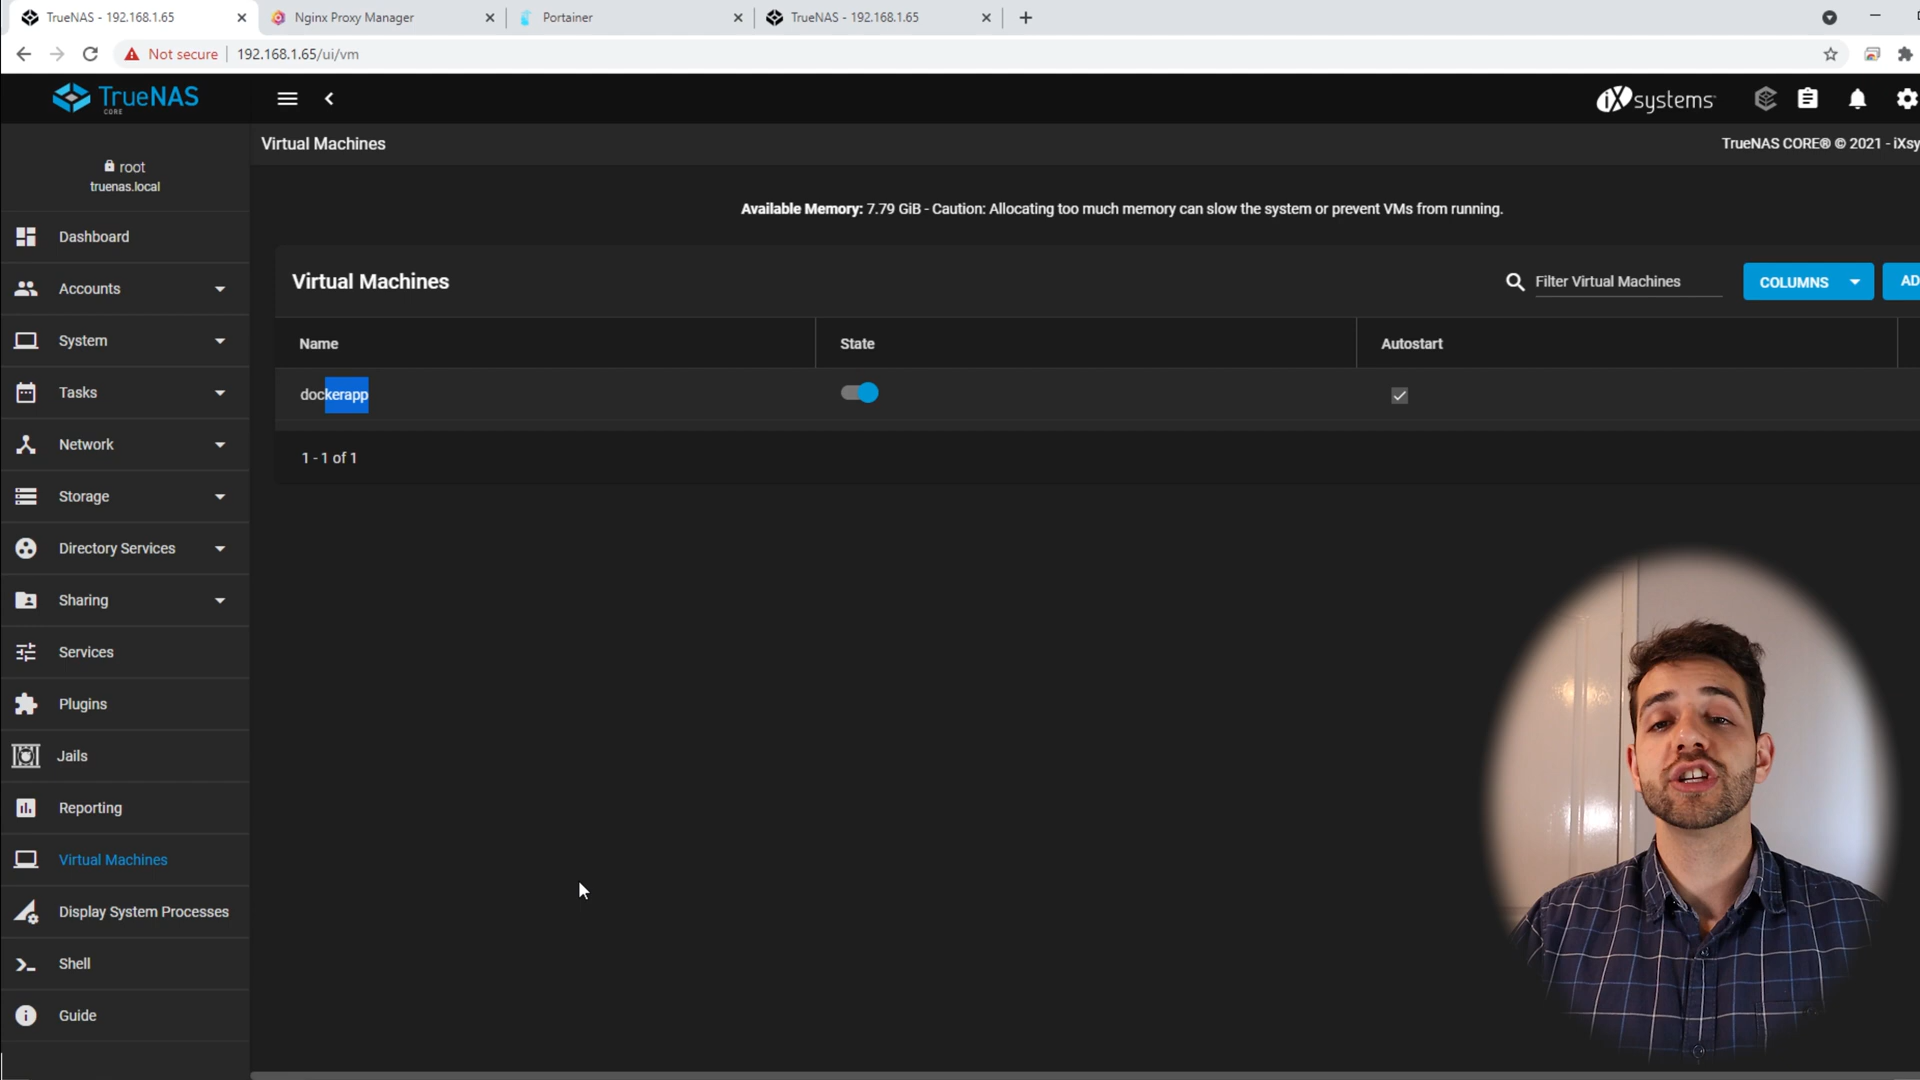 TrueNAS - 192.168.1.65
Nginx Proxy Manager
Portainer
TrueNAS - 192.168.1.65
Not secure
192.168.1.65/ui/vm
TrueNAS
CORE
iXsystems
root
truenas.local
Virtual Machines
TrueNAS CORE® © 2021 - iXsy
Available Memory: 7.79 GiB - Caution: Allocating too much memory can slow the system or prevent VMs from running.
Virtual Machines
Filter Virtual Machines
COLUMNS
AD
Name
State
Autostart
dockerapp
1 - 1 of 1
Dashboard
Accounts
System
Tasks
Network
Storage
Directory Services
Sharing
Services
Plugins
Jails
Reporting
Virtual Machines
Display System Processes
Shell
Guide